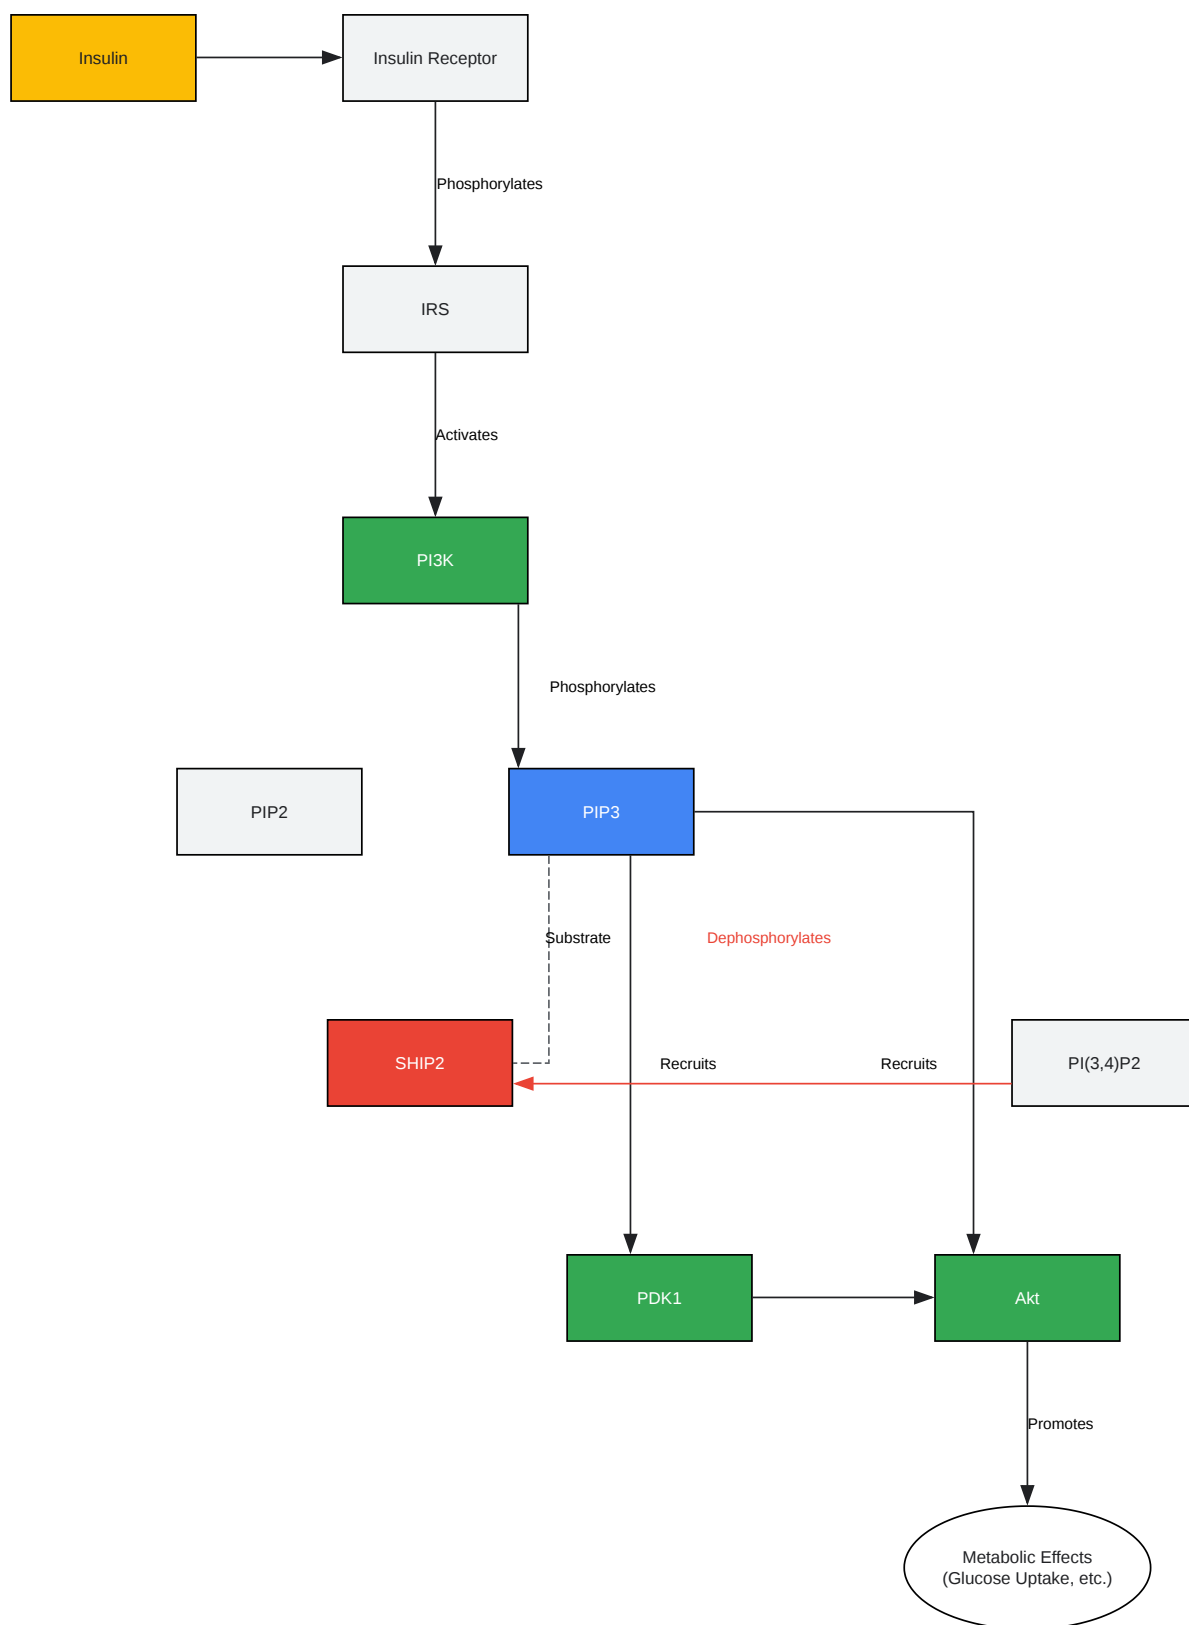 Insulin
Insulin Receptor
Phosphorylates
IRS
Activates
PI3K
Phosphorylates
PIP2
PIP3
Substrate
Dephosphorylates
SHIP2
Recruits
Recruits
PI(3,4)P2
PDK1
Akt
Promotes
Metabolic Effects
(Glucose Uptake, etc.)